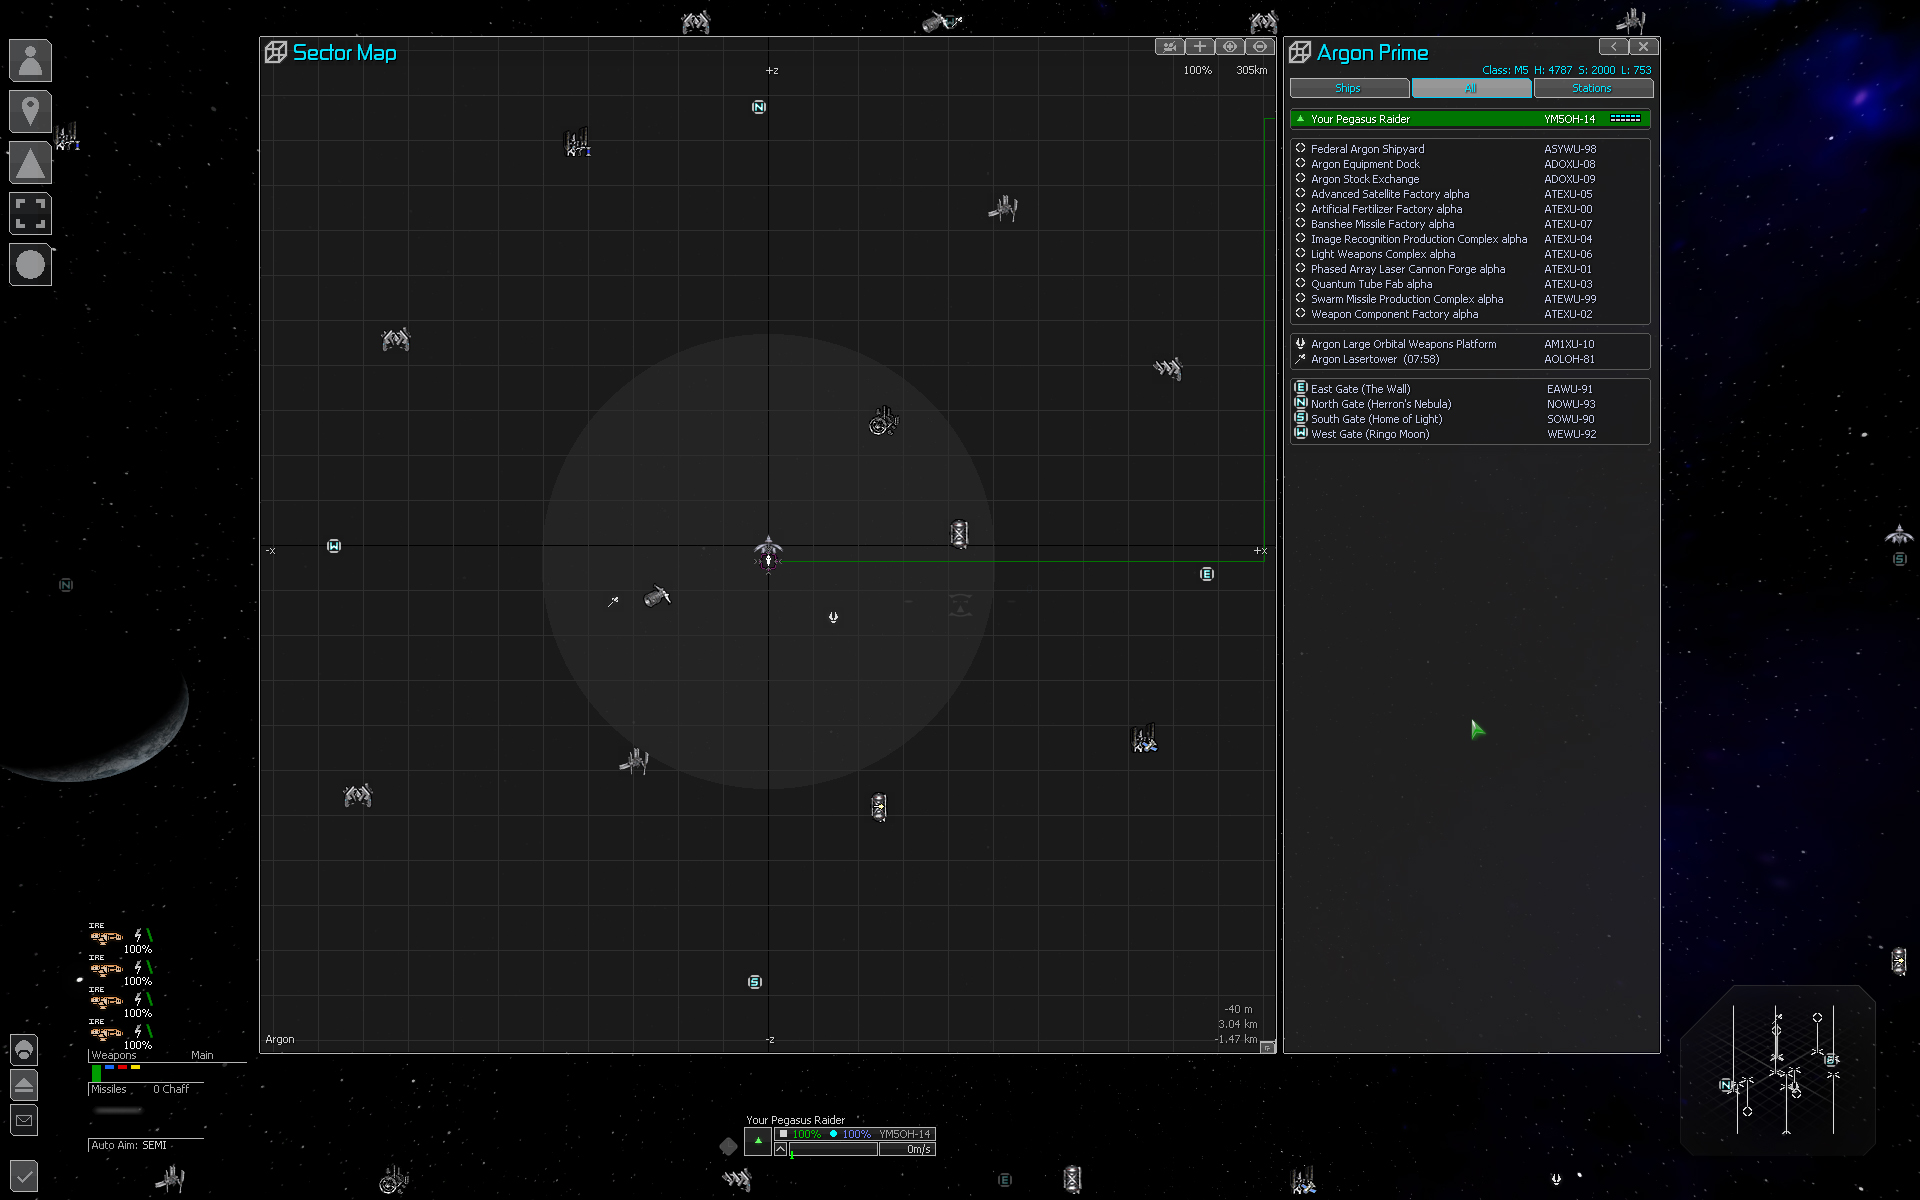 Sector Map
100% 305km
+z
N
-x
W
+x
E
S
-40 m
3.04 km
-1.47 km
Argon
-z
Argon Prime
Class: M5 H: 4787 S: 2000 L: 753
Ships All Stations
Your Pegasus Raider YM5OH-14
Federal Argon Shipyard ASYWU-98
Argon Equipment Dock ADOXU-08
Argon Stock Exchange ADOXU-09
Advanced Satellite Factory alpha ATEXU-05
Artificial Fertilizer Factory alpha ATEXU-00
Banshee Missile Factory alpha ATEXU-07
Image Recognition Production Complex alpha ATEXU-04
Light Weapons Complex alpha ATEXU-06
Phased Array Laser Cannon Forge alpha ATEXU-01
Quantum Tube Fab alpha ATEXU-03
Swarm Missile Production Complex alpha ATEWU-99
Weapon Component Factory alpha ATEXU-02
Argon Large Orbital Weapons Platform AM1XU-10
Argon Lasertower (07:58) AOLOH-81
E East Gate (The Wall) EAWU-91
N North Gate (Herron's Nebula) NOWU-93
S South Gate (Home of Light) SOWU-90
W West Gate (Ringo Moon) WEWU-92
N
S
IRE
100%
IRE
100%
IRE
100%
IRE
100%
Weapons Main
Missiles 0 Chaff
Auto Aim: SEMI
Your Pegasus Raider
100% 100% YM5OH-14
0m/s
E
N